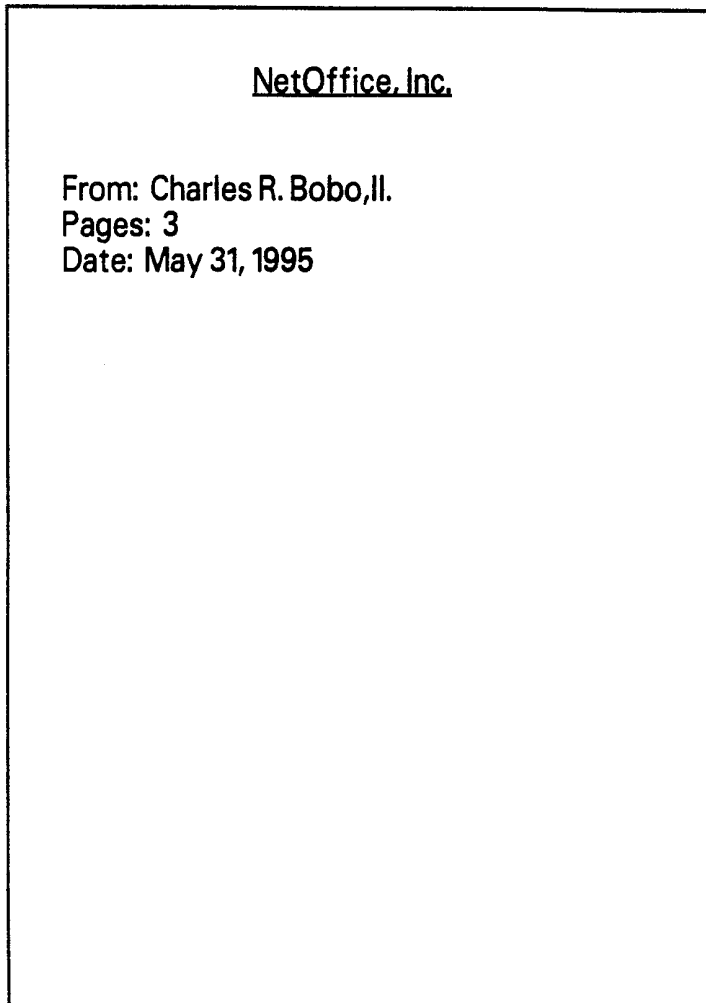 NetOffice, Inc.
From: Charles R. Bobo,II.
Pages: 3
Date: May 31, 1995